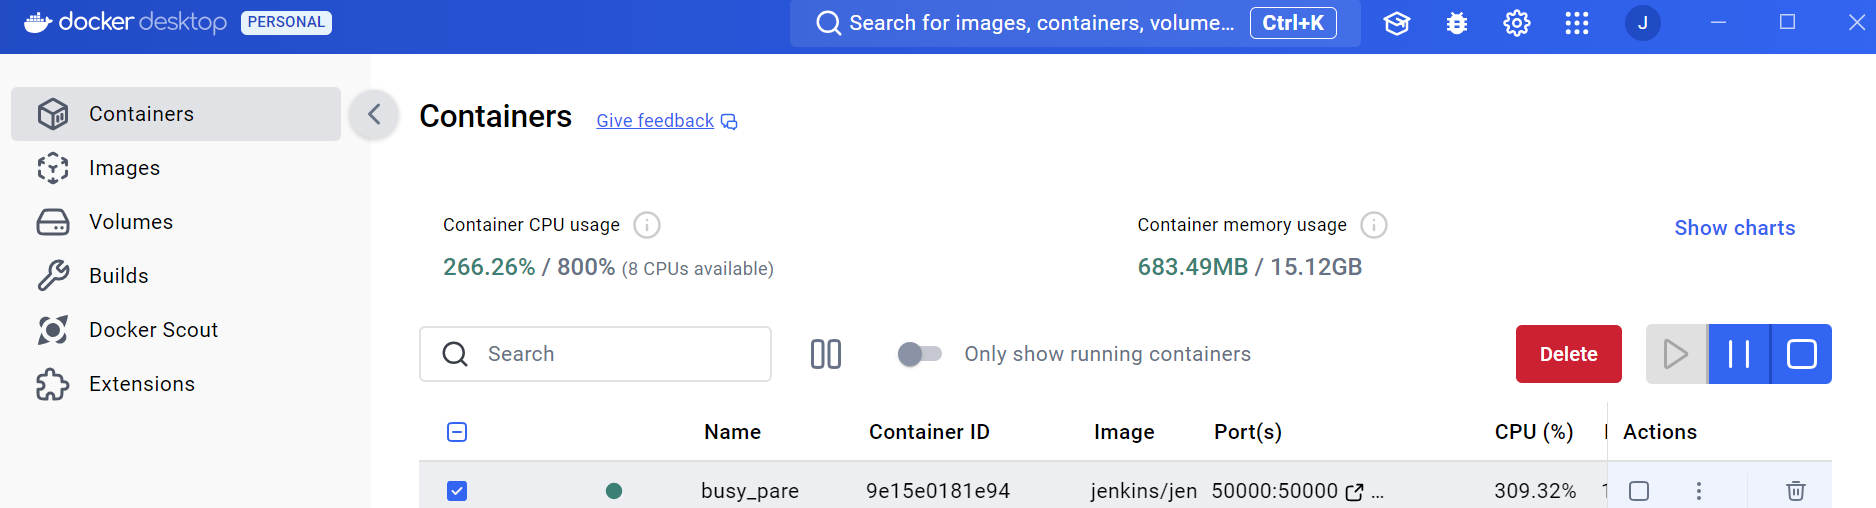 docker desktop PERSONAL
Search for images, containers, volume... Ctrl+K
J
Containers
Images
Volumes
Builds
Docker Scout
Extensions
Containers Give feedback
Container CPU usage
266.26% / 800% (8 CPUs available)
Container memory usage
683.49MB / 15.12GB
Show charts
Search
Only show running containers
Delete
Name Container ID Image Port(s) CPU (%) Actions
busy_pare 9e15e0181e94 jenkins/jen 50000:50000 ... 309.32%